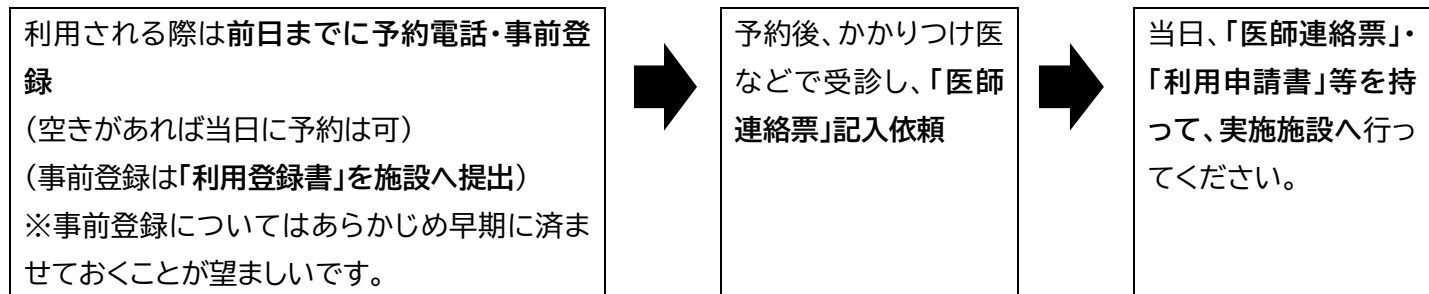 利用される際は前日までに予約電話・事前登
録
（空きがあれば当日に予約は可）
（事前登録は「利用登録書」を施設へ提出）
※事前登録についてはあらかじめ早期に済ま
せておくことが望ましいです。
予約後、かかりつけ医
などで受診し、「医師
連絡票」記入依頼
当日、「医師連絡票」・
「利用申請書」等を持
って、実施施設へ行っ
てください。